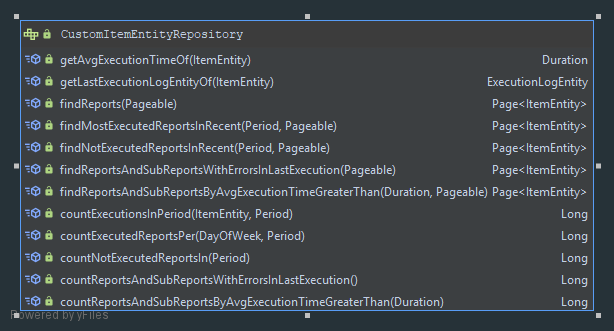 CustomItemEntityRepository
getAvgExecutionTimeOf(ItemEntity) Duration
getLastExecutionLogEntityOf(ItemEntity) ExecutionLogEntity
findReports(Pageable) Page<ItemEntity>
findMostExecutedReportsInRecent(Period, Pageable) Page<ItemEntity>
findNotExecutedReportsInRecent(Period, Pageable) Page<ItemEntity>
findReportsAndSubReportsWithErrorsInLastExecution(Pageable) Page<ItemEntity>
findReportsAndSubReportsByAvgExecutionTimeGreaterThan(Duration, Pageable) Page<ItemEntity>
countExecutionsInPeriod(ItemEntity, Period) Long
countExecutedReportsPer(DayOfWeek, Period) Long
countNotExecutedReportsIn(Period) Long
countReportsAndSubReportsWithErrorsInLastExecution() Long
countReportsAndSubReportsByAvgExecutionTimeGreaterThan(Duration) Long
Powered by yFiles